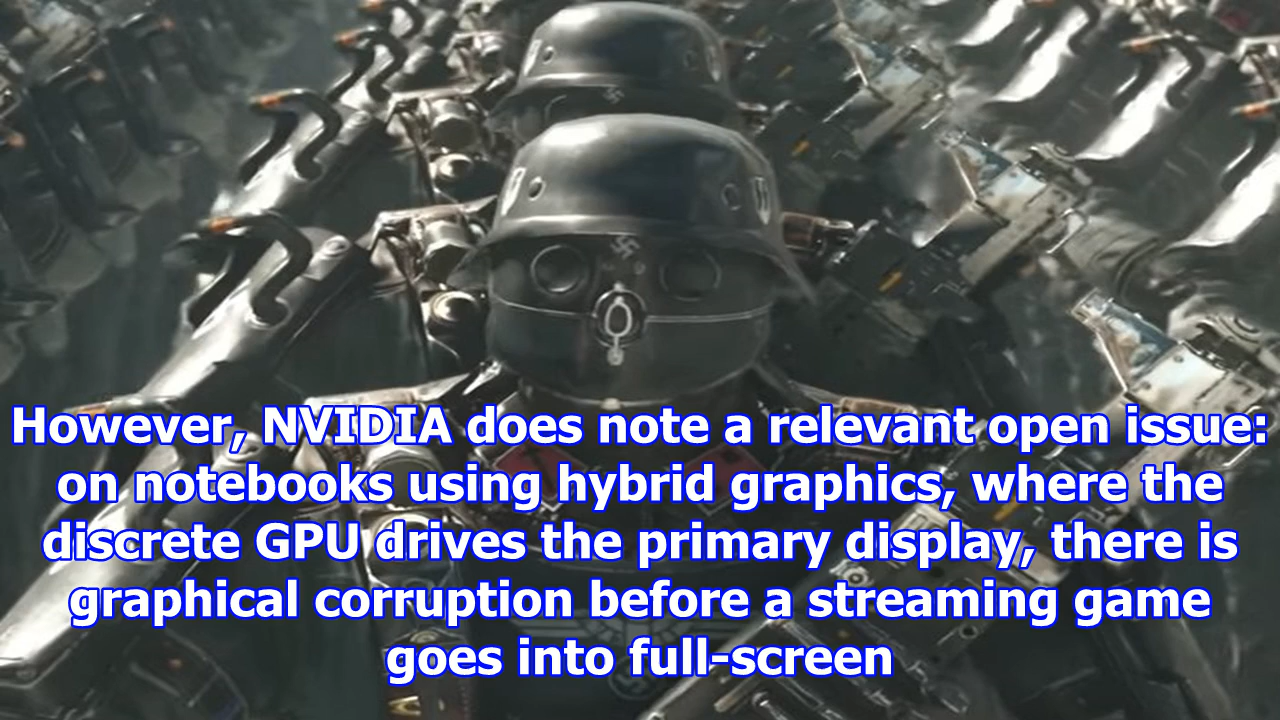 However, NVIDIA does note a relevant open issue:
on notebooks using hybrid graphics, where the
discrete GPU drives the primary display, there is
graphical corruption before a streaming game
goes into full-screen